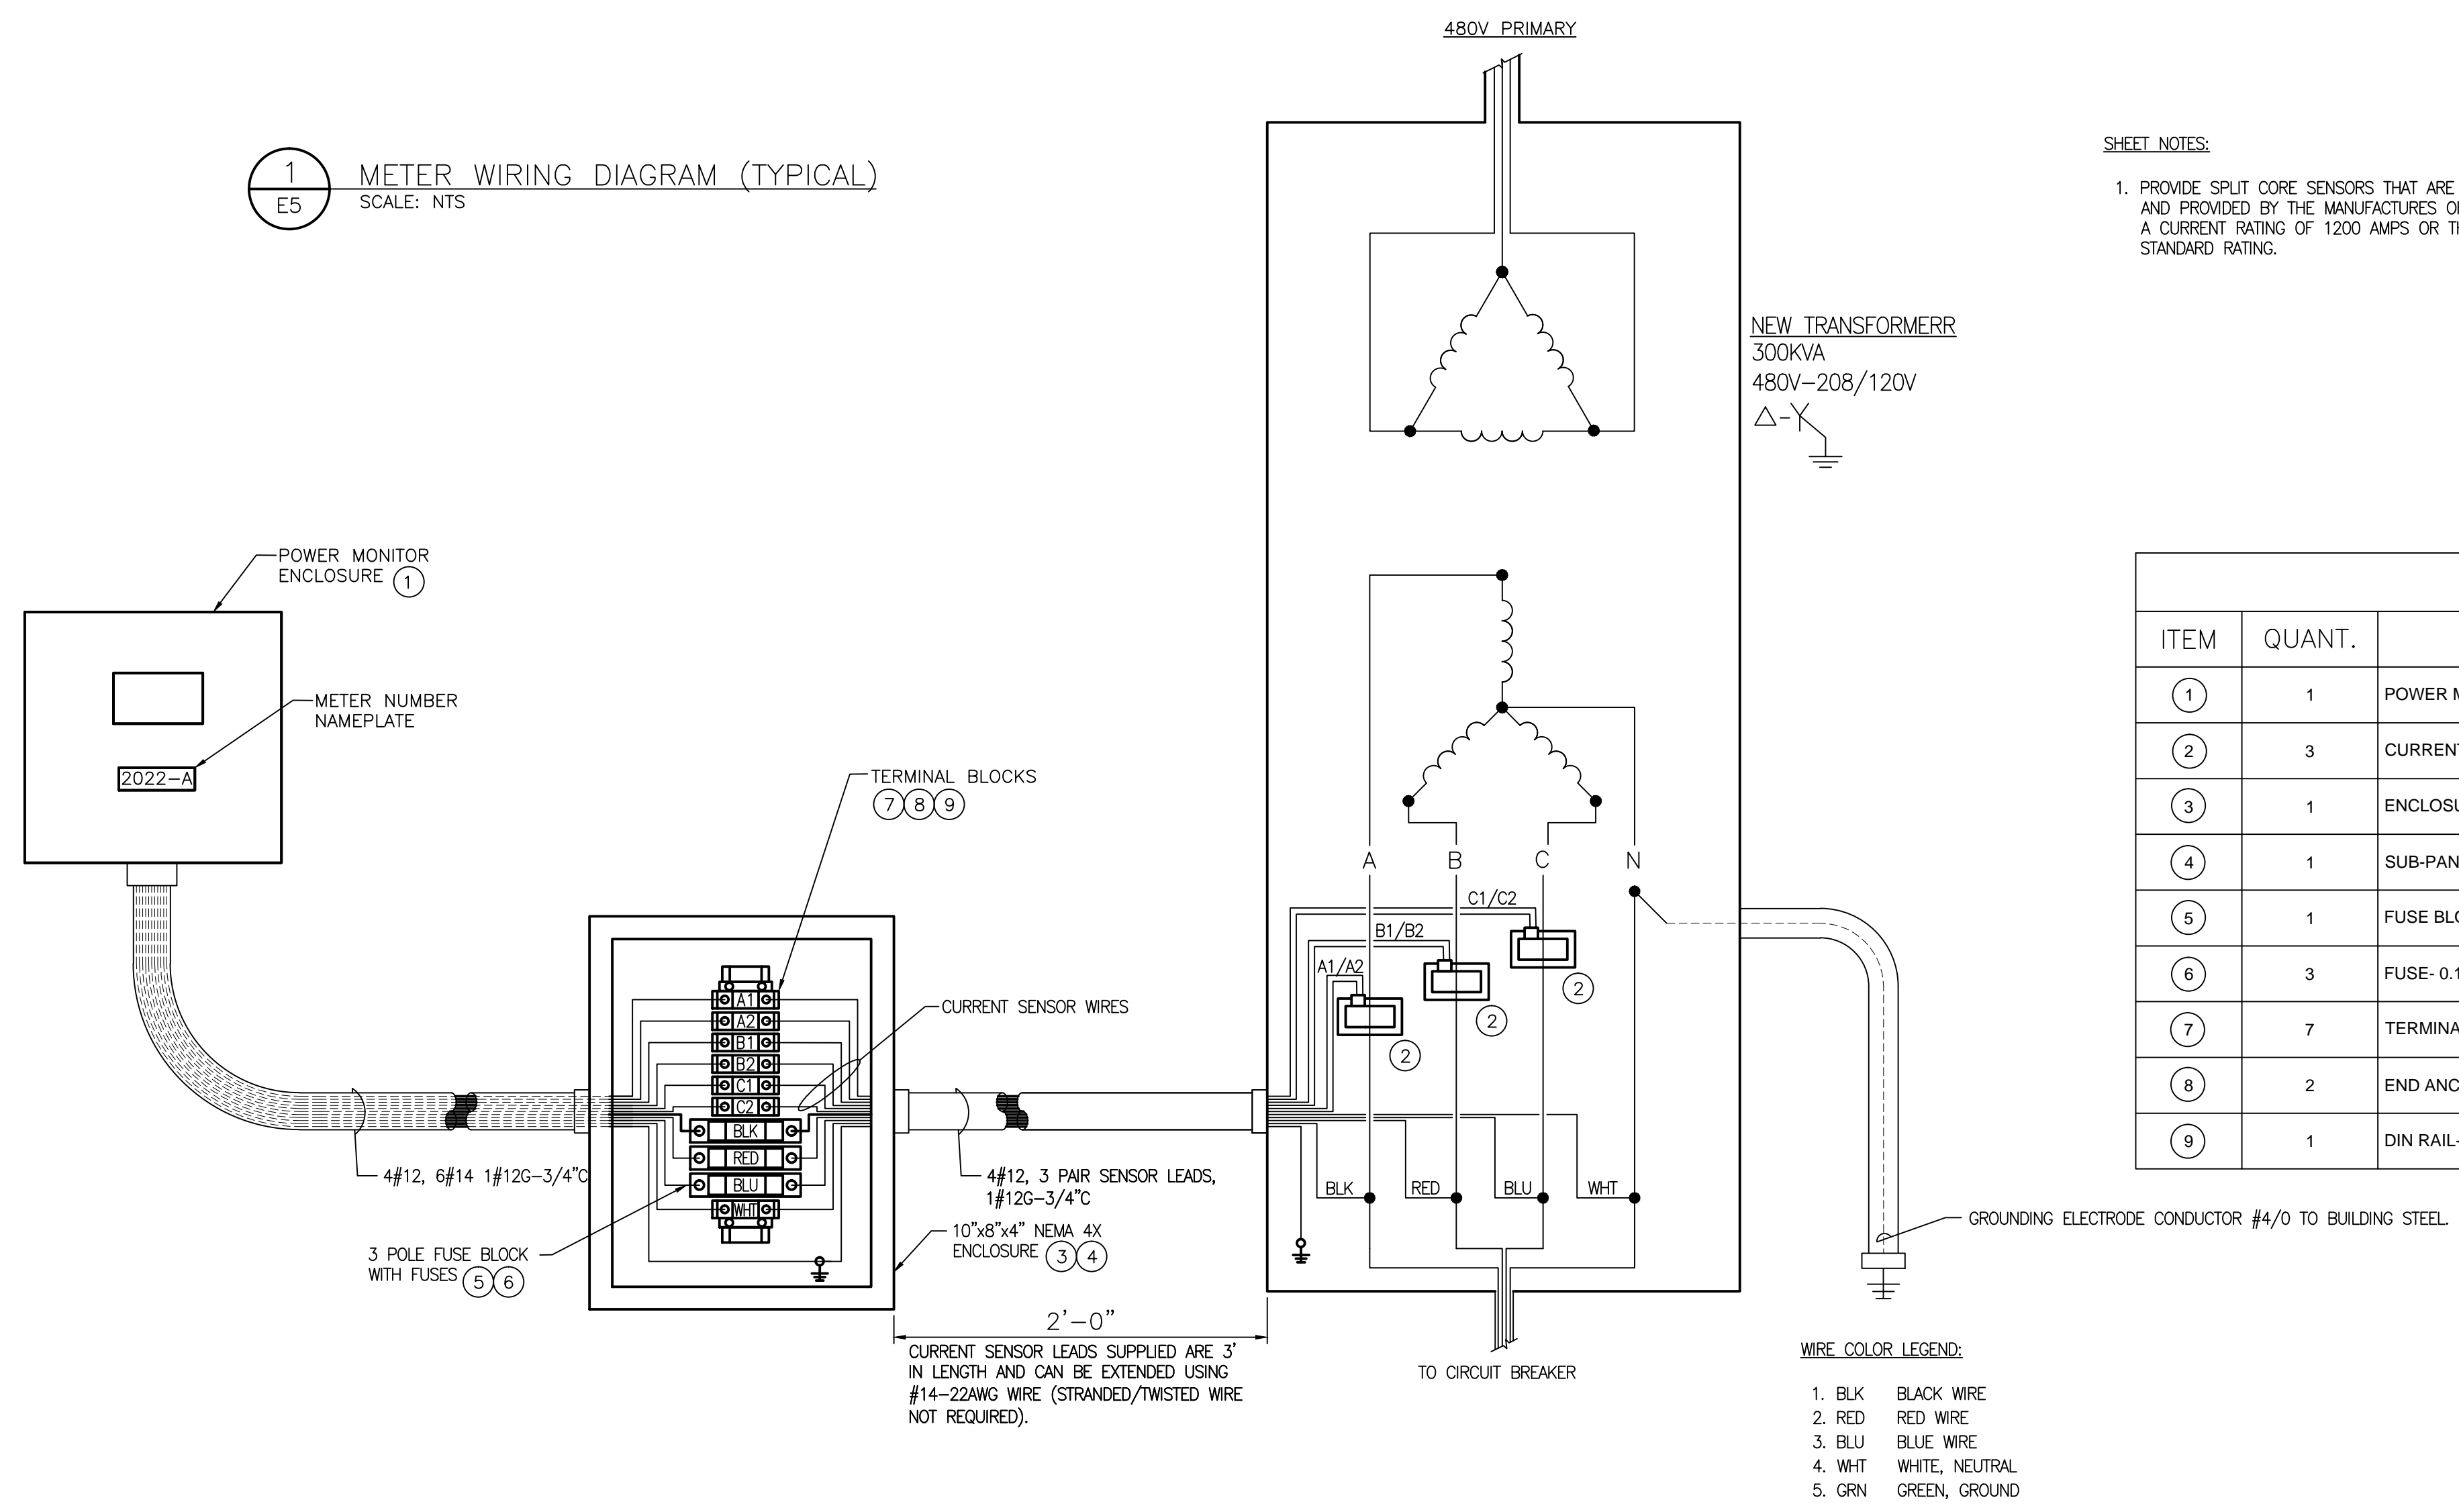 480V PRIMARY
1
E5
METER WIRING DIAGRAM (TYPICAL)
SCALE: NTS
SHEET NOTES:
1. PROVIDE SPLIT CORE SENSORS THAT ARE
AND PROVIDED BY THE MANUFACTURES
A CURRENT RATING OF 1200 AMPS OR
STANDARD RATING.
NEW TRANSFORMERR
300KVA
480V-208/120V
Δ-Y
POWER MONITOR
ENCLOSURE 1
METER NUMBER
NAMEPLATE
2022-A
TERMINAL BLOCKS
7 8 9
CURRENT SENSOR WIRES
A1
A2
B1
B2
C1
C2
BLK
RED
BLU
WHT
4#12, 6#14 1#12G-3/4"C
3 POLE FUSE BLOCK
WITH FUSES 5 6
4#12, 3 PAIR SENSOR LEADS,
1#12G-3/4"C
10"x8"x4" NEMA 4X
ENCLOSURE 3 4
2'-0"
CURRENT SENSOR LEADS SUPPLIED ARE 3'
IN LENGTH AND CAN BE EXTENDED USING
#14-22AWG WIRE (STRANDED/TWISTED WIRE
NOT REQUIRED).
A B C N
C1/C2
B1/B2
A1/A2
2
2
2
BLK RED BLU WHT
TO CIRCUIT BREAKER
GROUNDING ELECTRODE CONDUCTOR #4/0 TO BUILDING STEEL.
ITEM QUANT.
1 1 POWER
2 3 CURRENT
3 1
4 1
5 1 FUSE
6 3 FUSE-
7 7
8 2 END
9 1 DIN RAIL-
WIRE COLOR LEGEND:
1. BLK BLACK WIRE
2. RED RED WIRE
3. BLU BLUE WIRE
4. WHT WHITE, NEUTRAL
5. GRN GREEN, GROUND